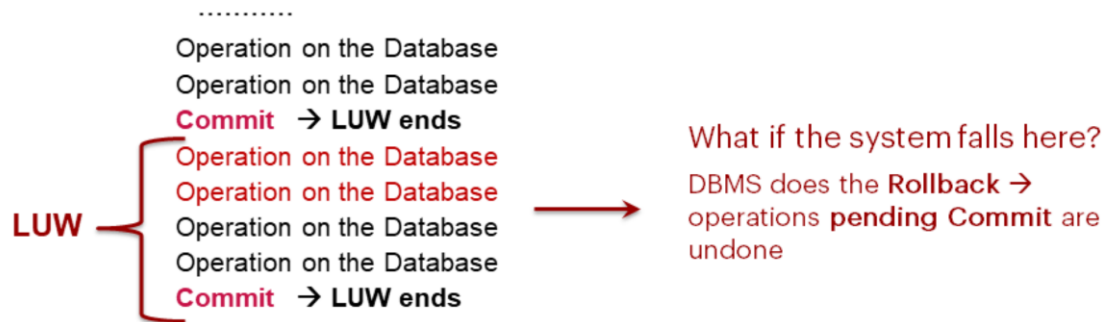 ...........
Operation on the Database
Operation on the Database
Commit → LUW ends
Operation on the Database
Operation on the Database
Operation on the Database
Operation on the Database
Commit → LUW ends
LUW
What if the system falls here?
DBMS does the Rollback →
operations pending Commit are
undone